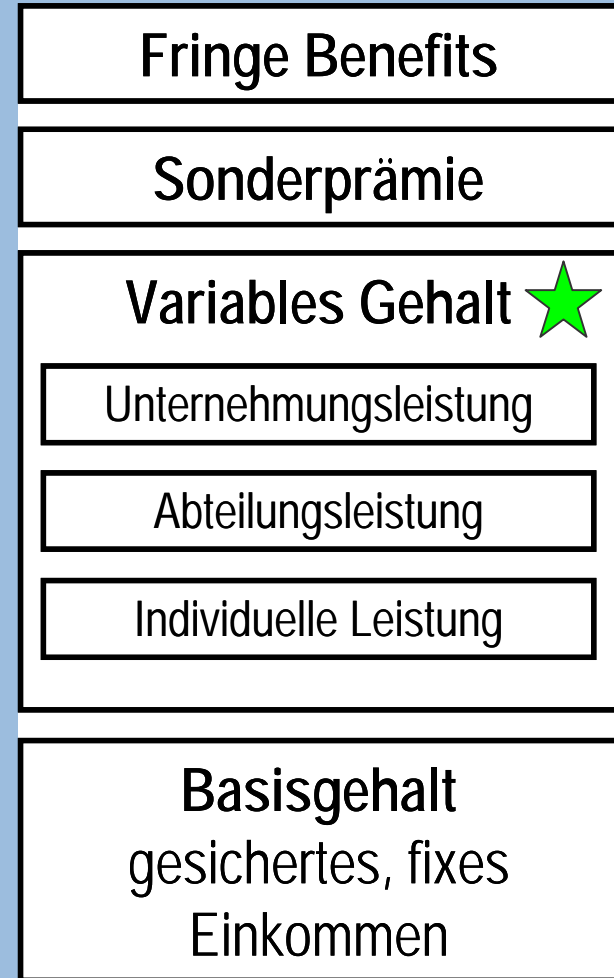 Fringe Benefits
Sonderprämie
Variables Gehalt
Unternehmungsleistung
Abteilungsleistung
Individuelle Leistung
Basisgehalt
gesichertes, fixes
Einkommen